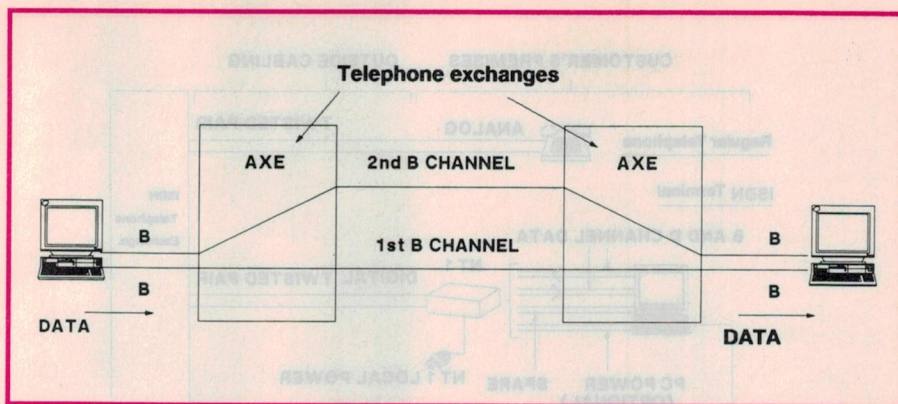 Telephone exchanges
AXE
2nd B CHANNEL
AXE
B
1st B CHANNEL
B
B
B
DATA
DATA